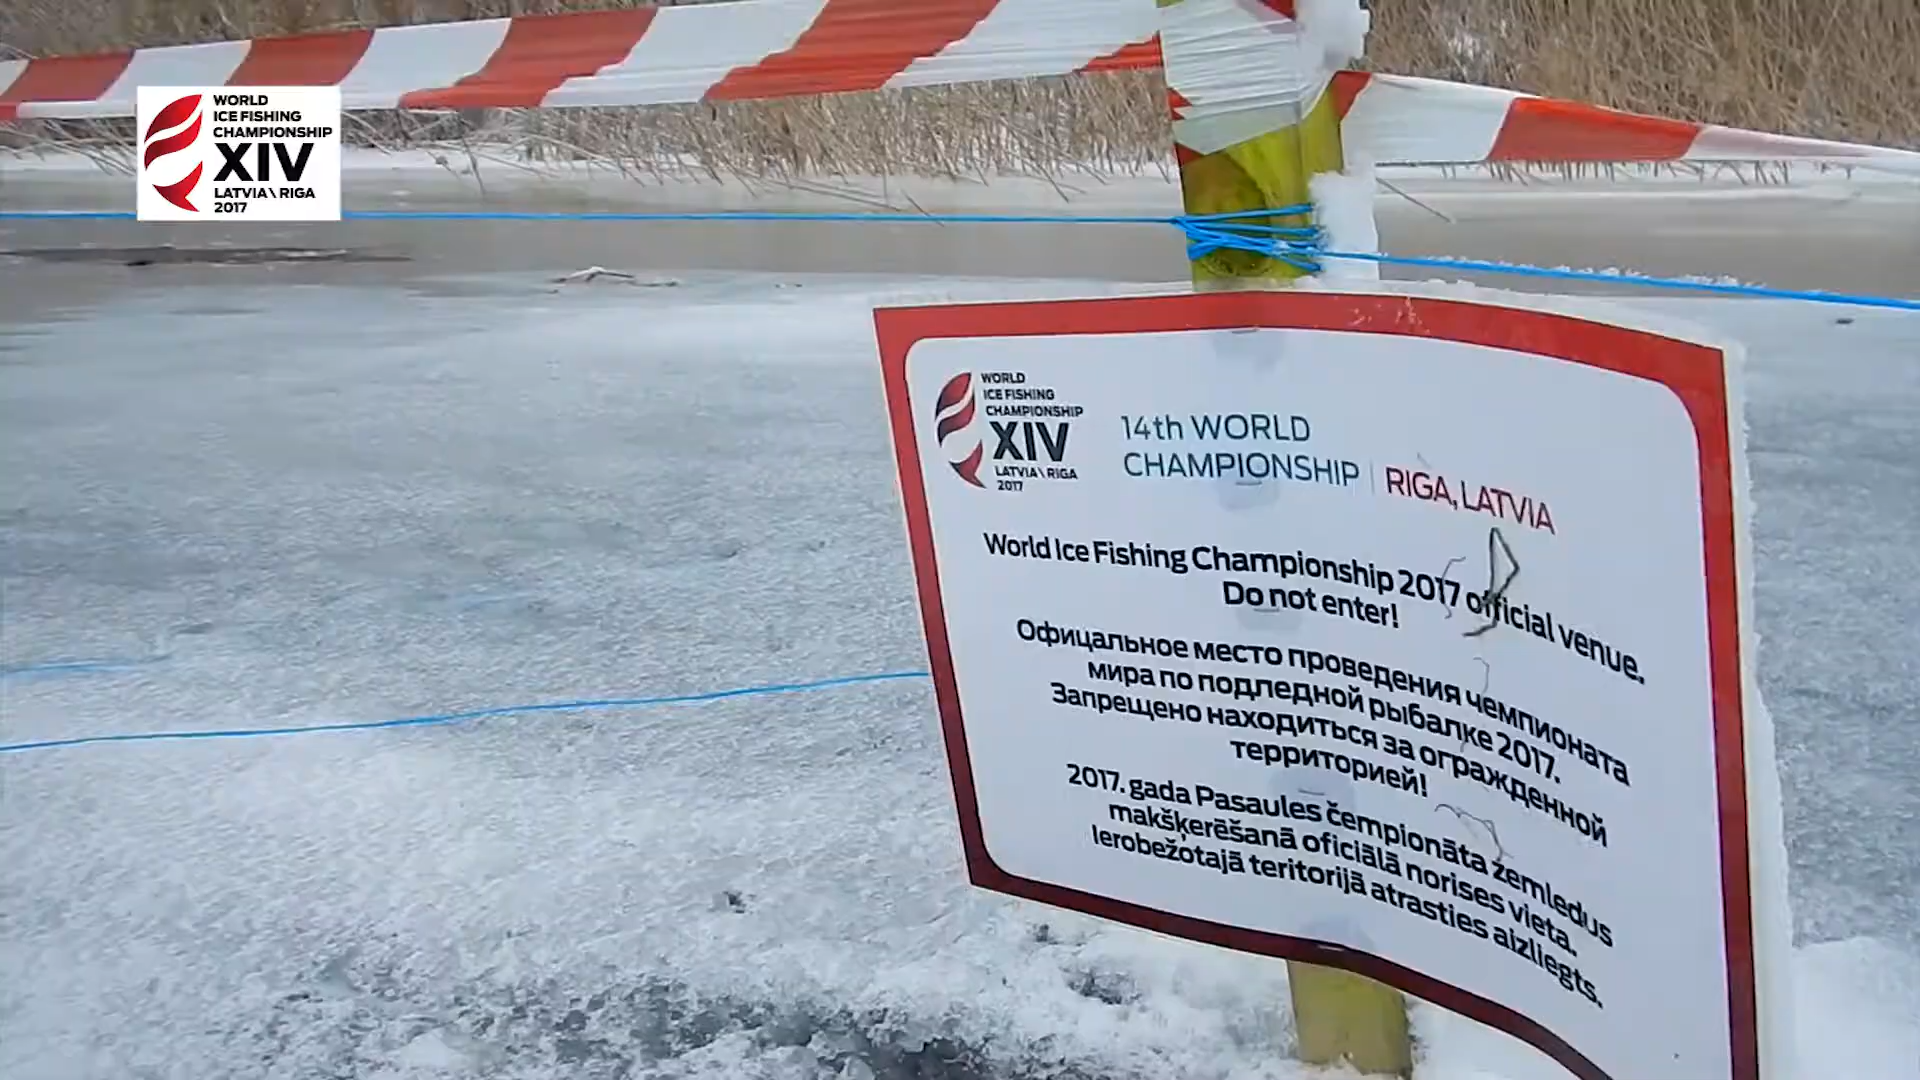 WORLD
ICE FISHING
CHAMPIONSHIP
XIV
LATVIA\RIGA
2017
WORLD
ICE FISHING
CHAMPIONSHIP
XIV
LATVIA\RIGA
2017
14th WORLD
CHAMPIONSHIP | RIGA, LATVIA
World Ice Fishing Championship 2017 official venue.
Do not enter!
Офицальное место проведения чемпионата
мира по подледной рыбалке 2017.
Запрещено находиться за огражденной
территорией!
2017. gada Pasaules čempionāta zemledus
makšķerēšanā oficiālā norises vieta.
Ierobežotajā teritorijā atrasties aizliegts.